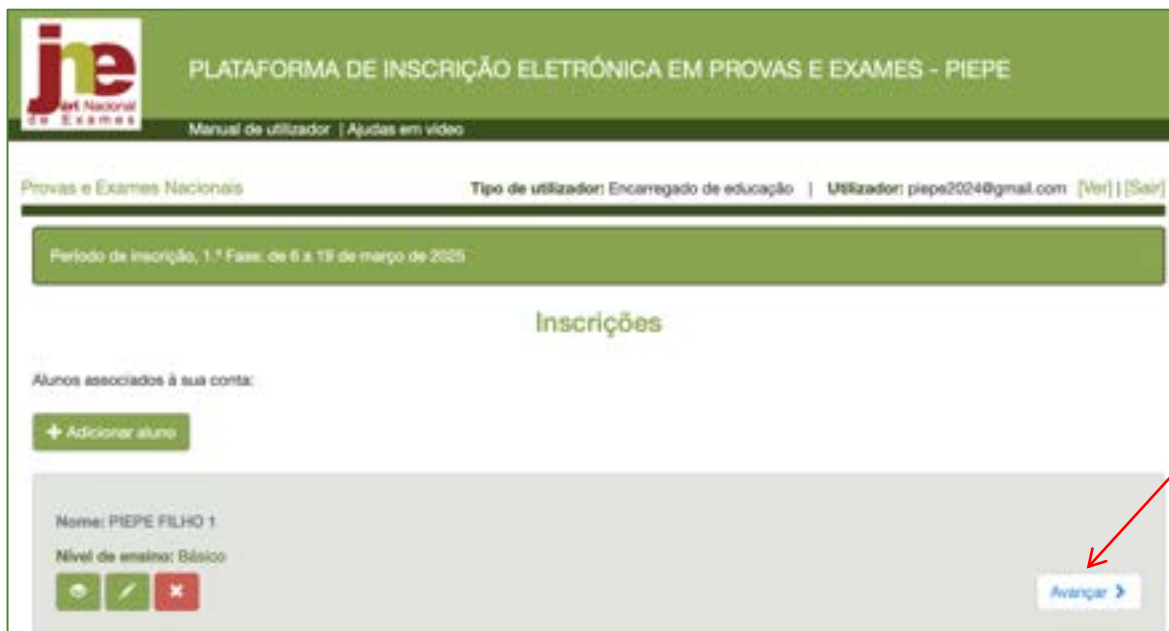 jne
Júri Nacional
de Exames
PLATAFORMA DE INSCRIÇÃO ELETRÓNICA EM PROVAS E EXAMES - PIEPE
Manual de utilizador | Ajudas em vídeo
Provas e Exames Nacionais
Tipo de utilizador: Encarregado de educação | Utilizador: piepe2024@gmail.com [Ver] | [Sair]
Período de inscrição, 1.ª Fase: de 6 a 19 de março de 2025
Inscrições
Alunos associados à sua conta:
+ Adicionar aluno
Nome: PIEPE FILHO 1
Nível de ensino: Básico
Avançar >